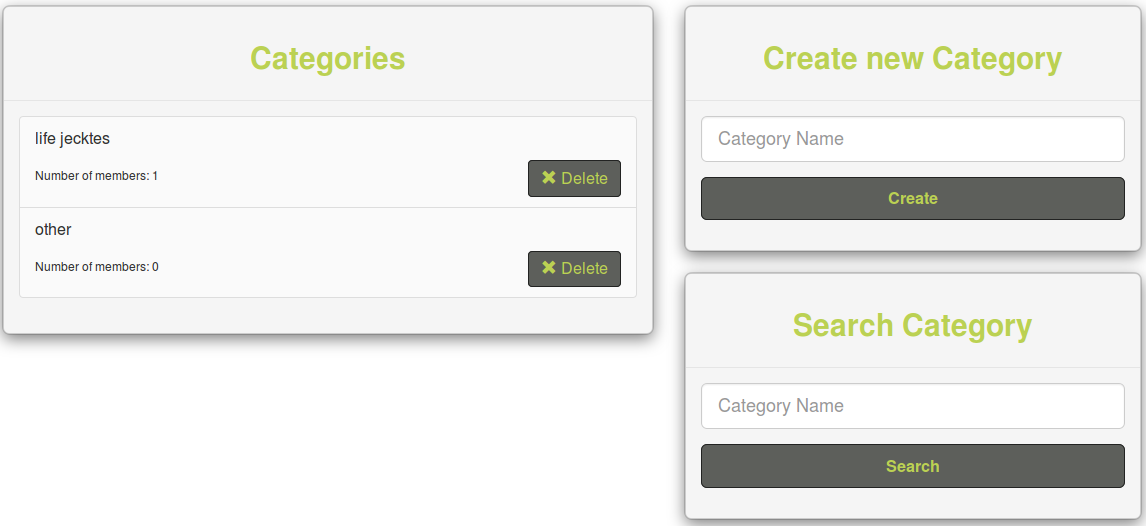 Categories
life jecktes
Number of members: 1
✖ Delete
other
Number of members: 0
✖ Delete
Create new Category
Category Name
Create
Search Category
Category Name
Search